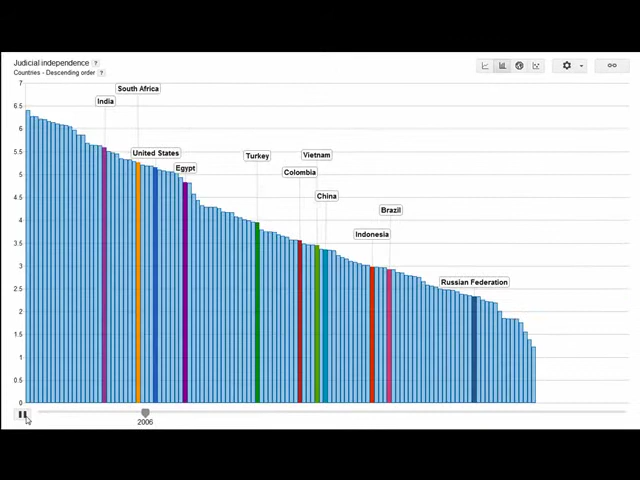 Judicial independence ?
Countries - Descending order ?
7
6.5
6
5.5
5
4.5
4
3.5
3
2.5
2
1.5
1
0.5
0
South Africa
India
United States
Egypt
Turkey
Vietnam
Colombia
China
Brazil
Indonesia
Russian Federation
2006